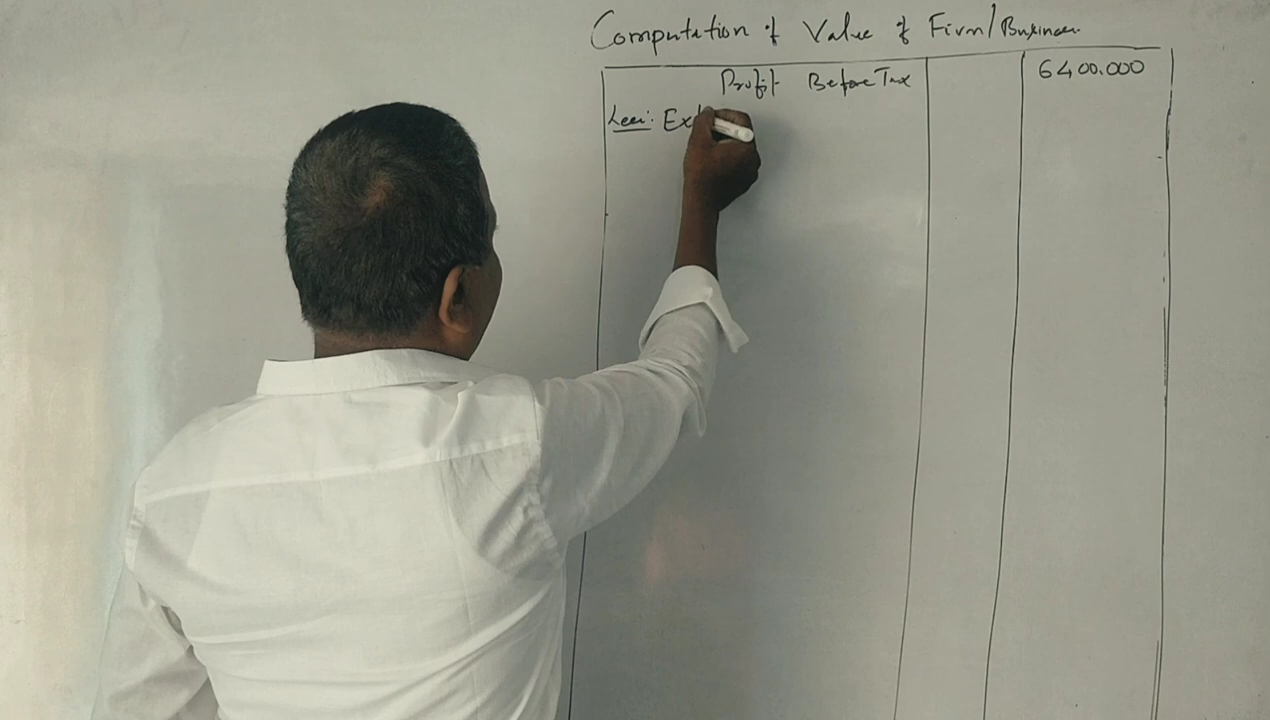 Computation of Value of Firm/Business
Profit Before Tax 6400.000
Less: Ex